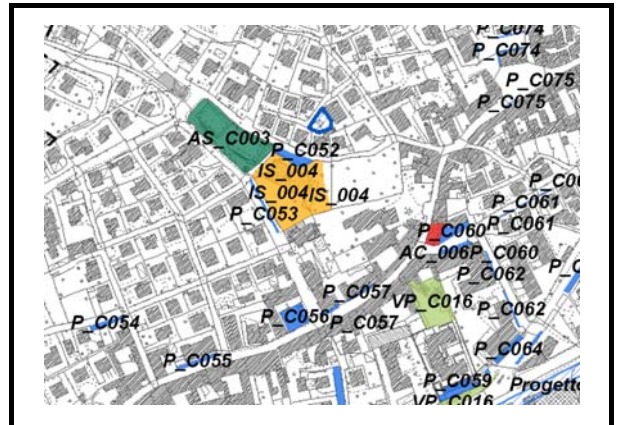 P_C074
P_C074
P_C075
P_C075
AS_C003
P_C052
IS_004
IS_004 IS_004
P_C053
P_C061
P_C061
P_C060
AC_006 P_C060
P_C062
P_C057
VP_C016
P_C056
P_C057
P_C062
P_C054
P_C064
P_C055
P_C059
VP_C016